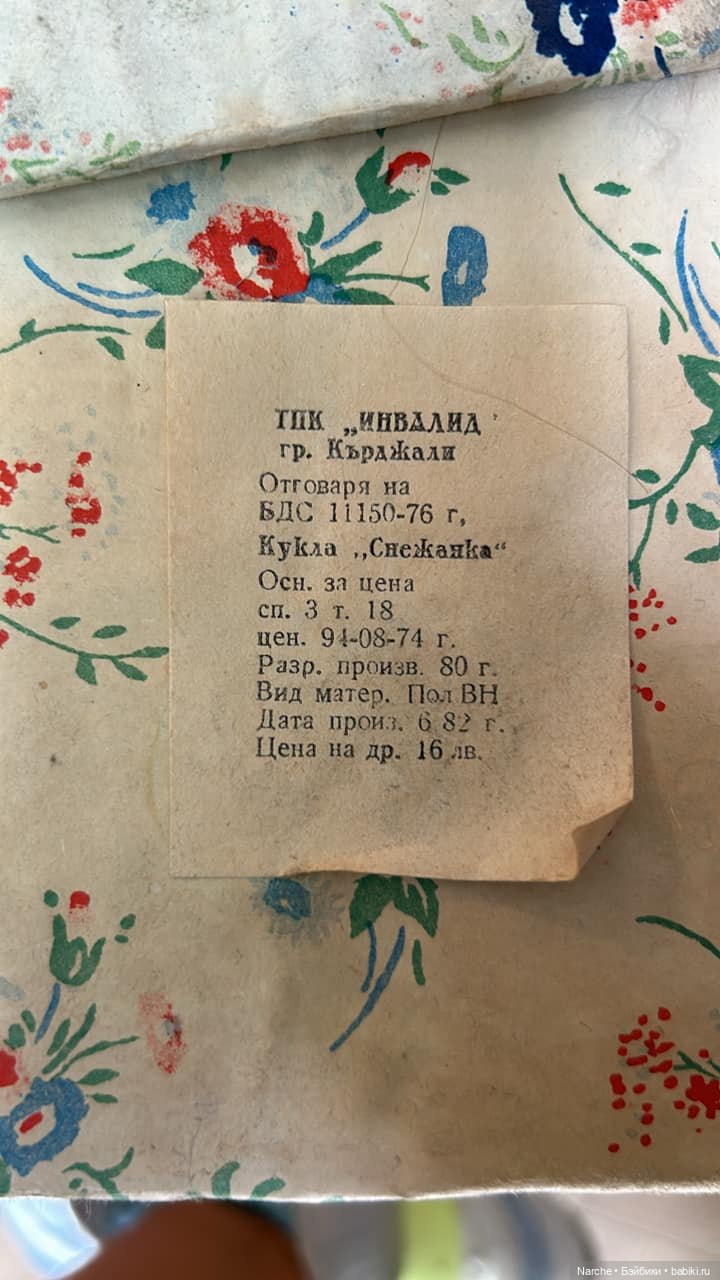 ТПК „ИНВАЛИД
гр. Кърджали
Отговаря на
БДС 11150-76 г,
Кукла „Снежанка“
Осн. за цена
сп. 3 т. 18
цен. 94-08-74 г.
Разр. произв. 80 г.
Вид матер. Пол ВН
Дата произ. 6 82 г.
Цена на др. 16 лв.
Narche • Бэйбики • babiki.ru